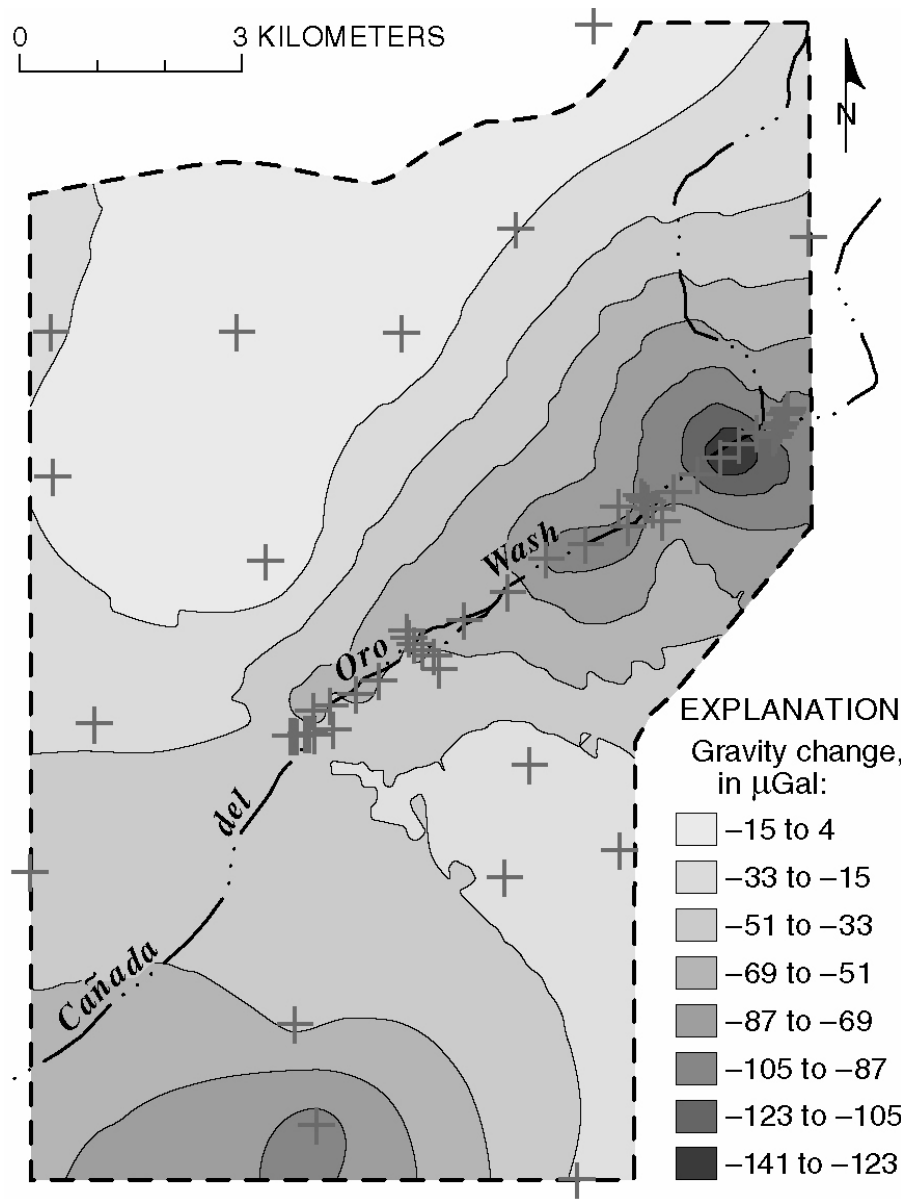 0 3 KILOMETERS
N
Wash
Oro
del
Cañada
EXPLANATION
Gravity change,
in μGal:
−15 to 4
−33 to −15
−51 to −33
−69 to −51
−87 to −69
−105 to −87
−123 to −105
−141 to −123